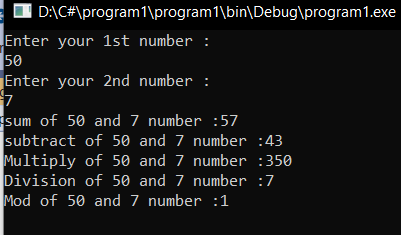 D:\C#\program1\program1\bin\Debug\program1.exe
Enter your 1st number :
50
Enter your 2nd number :
7
sum of 50 and 7 number :57
subtract of 50 and 7 number :43
Multiply of 50 and 7 number :350
Division of 50 and 7 number :7
Mod of 50 and 7 number :1